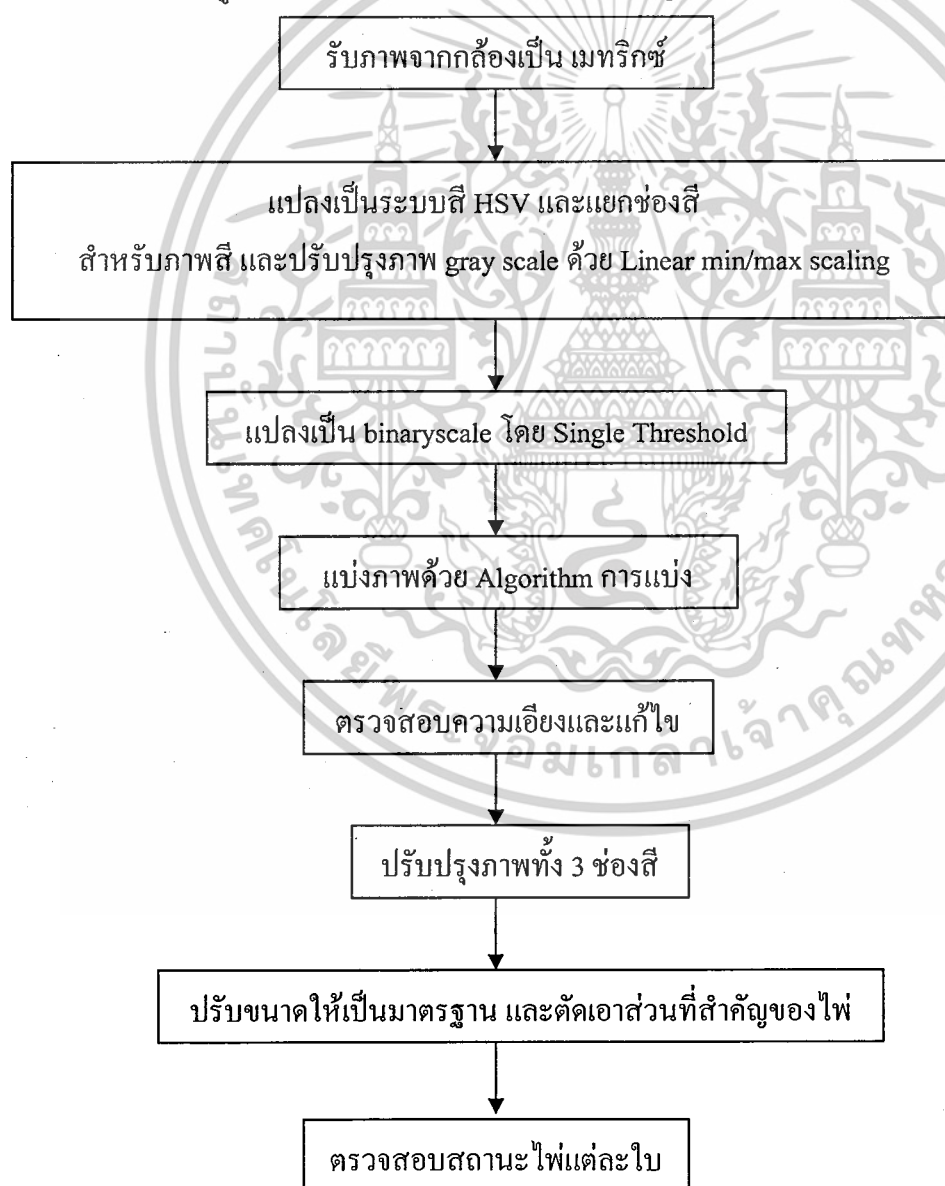 รับภาพจากกล้องเป็น เมทริกซ์
แปลงเป็นระบบสี HSV และแยกช่องสี
สำหรับภาพสี และปรับปรุงภาพ gray scale ด้วย Linear min/max scaling
แปลงเป็น binaryscale โดย Single Threshold
แบ่งภาพด้วย Algorithm การแบ่ง
ตรวจสอบความเอียงและแก้ไข
ปรับปรุงภาพทั้ง 3 ช่องสี
ปรับขนาดให้เป็นมาตรฐาน และตัดเอาส่วนที่สำคัญของไพ่
ตรวจสอบสถานะไพ่แต่ละใบ